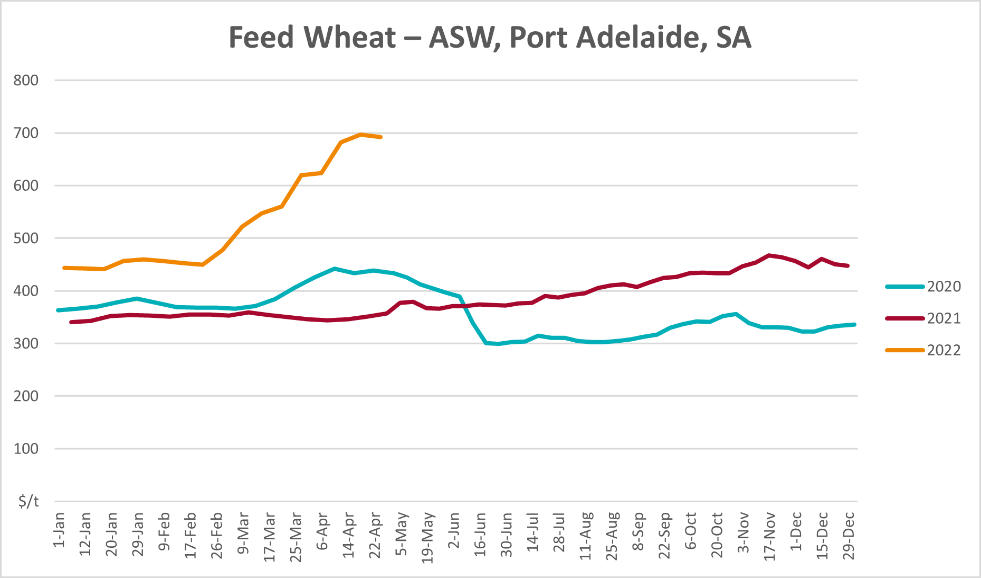 Feed Wheat – ASW, Port Adelaide, SA
800
700
600
500
400
300
200
100
$/t
1-Jan
12-Jan
20-Jan
29-Jan
9-Feb
17-Feb
26-Feb
9-Mar
17-Mar
25-Mar
6-Apr
14-Apr
22-Apr
5-May
19-May
2-Jun
16-Jun
30-Jun
14-Jul
28-Jul
11-Aug
25-Aug
8-Sep
22-Sep
6-Oct
20-Oct
3-Nov
17-Nov
1-Dec
15-Dec
29-Dec
2020
2021
2022